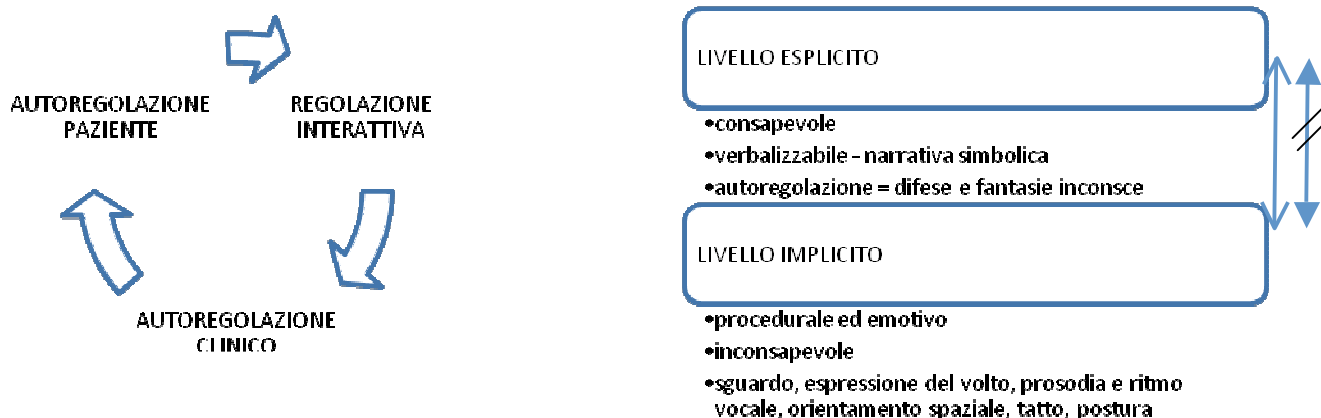 AUTOREGOLAZIONE
PAZIENTE
REGOLAZIONE
INTERATTIVA
AUTOREGOLAZIONE
CLINICO
LIVELLO ESPLICITO
•consapevole
•verbalizzabile – narrativa simbolica
•autoregolazione = difese e fantasie inconsce
LIVELLO IMPLICITO
•procedurale ed emotivo
•inconsapevole
•sguardo, espressione del volto, prosodia e ritmo
vocale, orientamento spaziale, tatto, postura